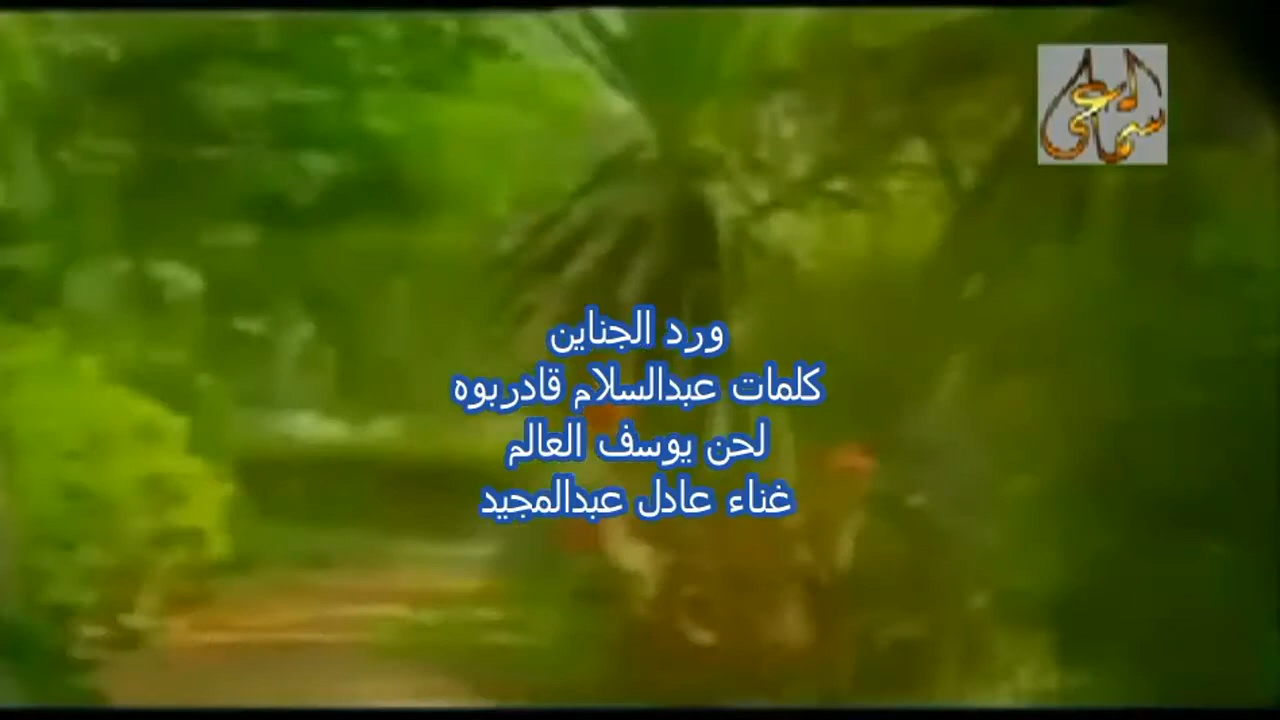 ورد الجناين
كلمات عبدالسلام قادربوه
لحن يوسف العالم
غناء عادل عبدالمجيد